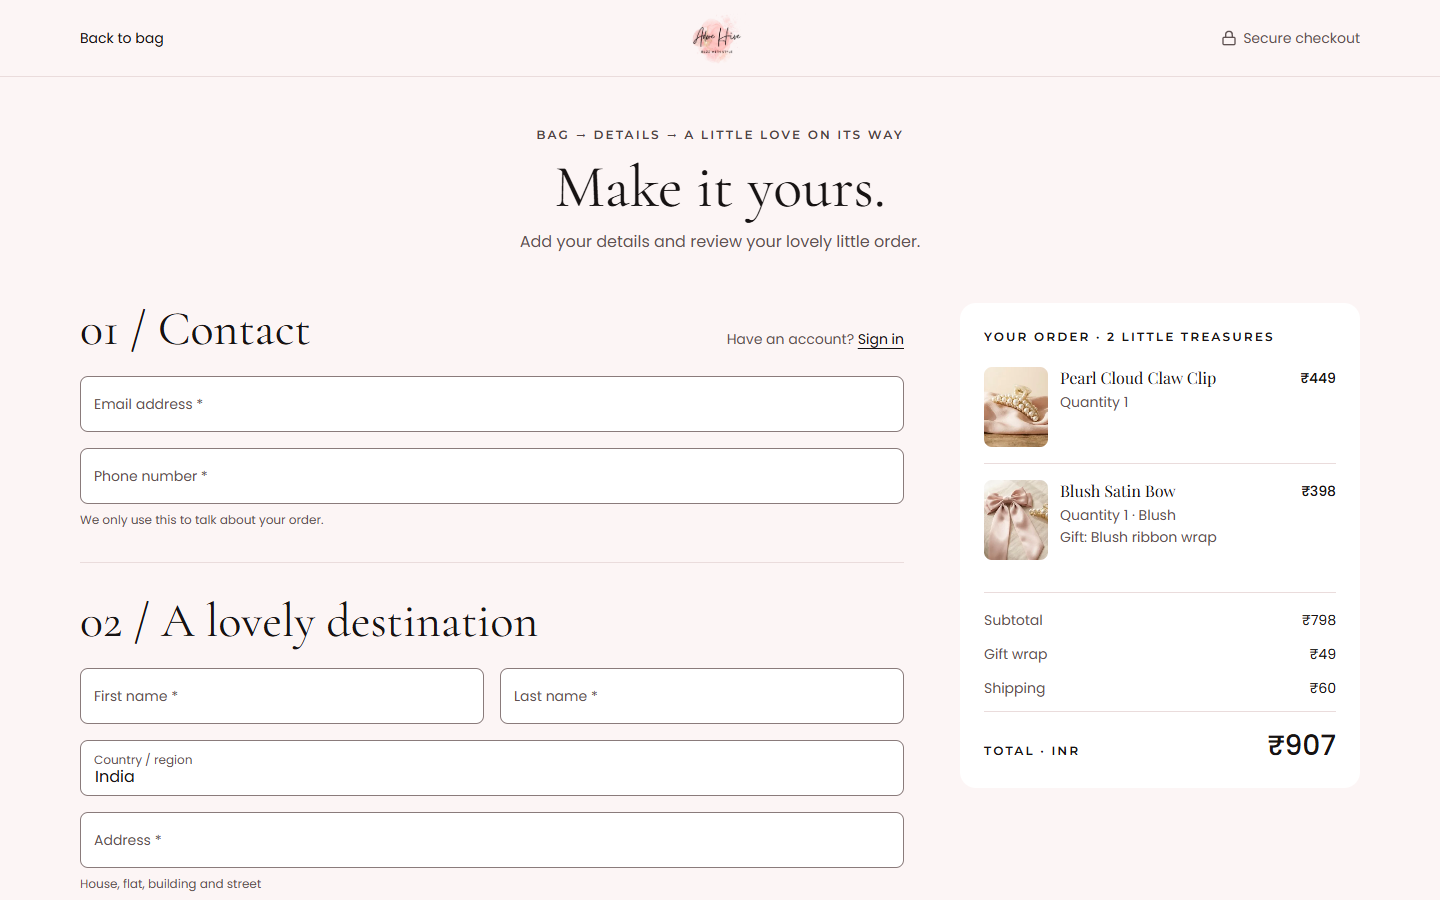 Back to bag
Secure checkout
BAG → DETAILS → A LITTLE LOVE ON ITS WAY
Make it yours.
Add your details and review your lovely little order.
01 / Contact
Have an account? Sign in
Email address *
Phone number *
We only use this to talk about your order.
02 / A lovely destination
First name *
Last name *
Country / region
India
Address *
House, flat, building and street
YOUR ORDER · 2 LITTLE TREASURES
Pearl Cloud Claw Clip
₹449
Quantity 1
Blush Satin Bow
₹398
Quantity 1 · Blush
Gift: Blush ribbon wrap
Subtotal
₹798
Gift wrap
₹49
Shipping
₹60
TOTAL · INR
₹907